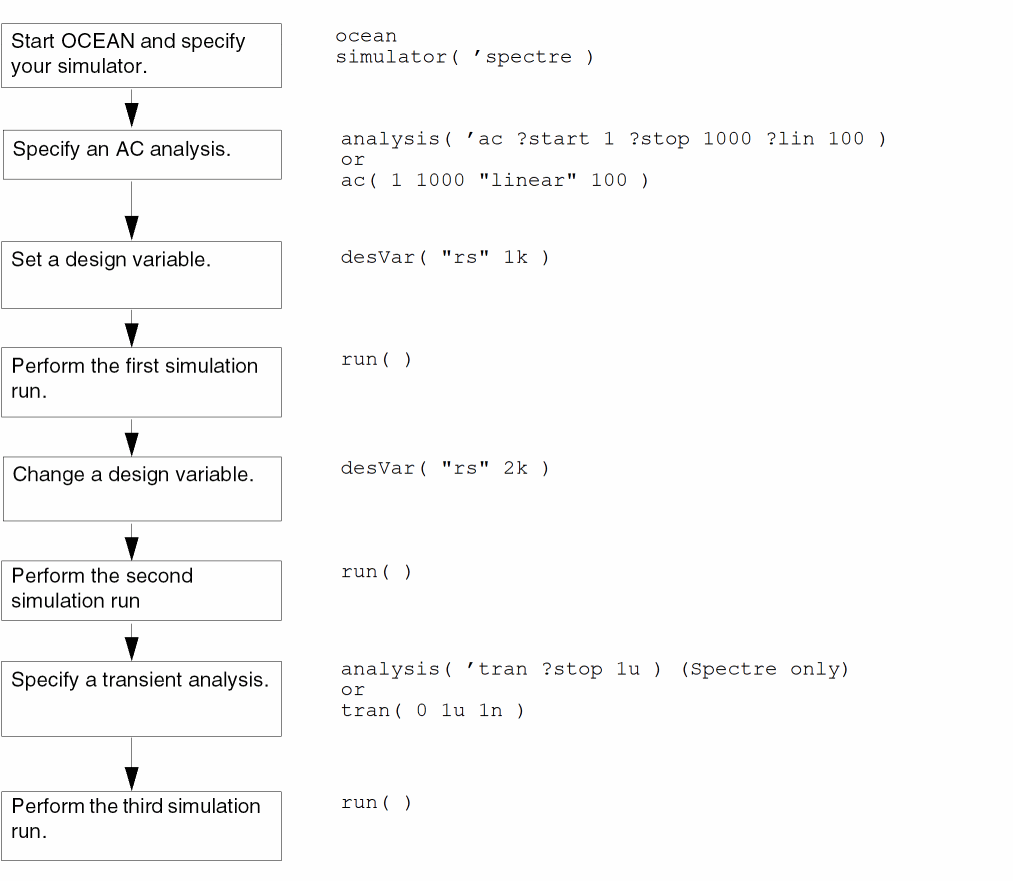 Start OCEAN and specify
your simulator.
ocean
simulator( ’spectre )
Specify an AC analysis.
analysis( ’ac ?start 1 ?stop 1000 ?lin 100 )
or
ac( 1 1000 "linear" 100 )
Set a design variable.
desVar( "rs" 1k )
Perform the first simulation
run.
run( )
Change a design variable.
desVar( "rs" 2k )
Perform the second
simulation run
run( )
Specify a transient analysis.
analysis( ’tran ?stop 1u ) (Spectre only)
or
tran( 0 1u 1n )
Perform the third simulation
run.
run( )